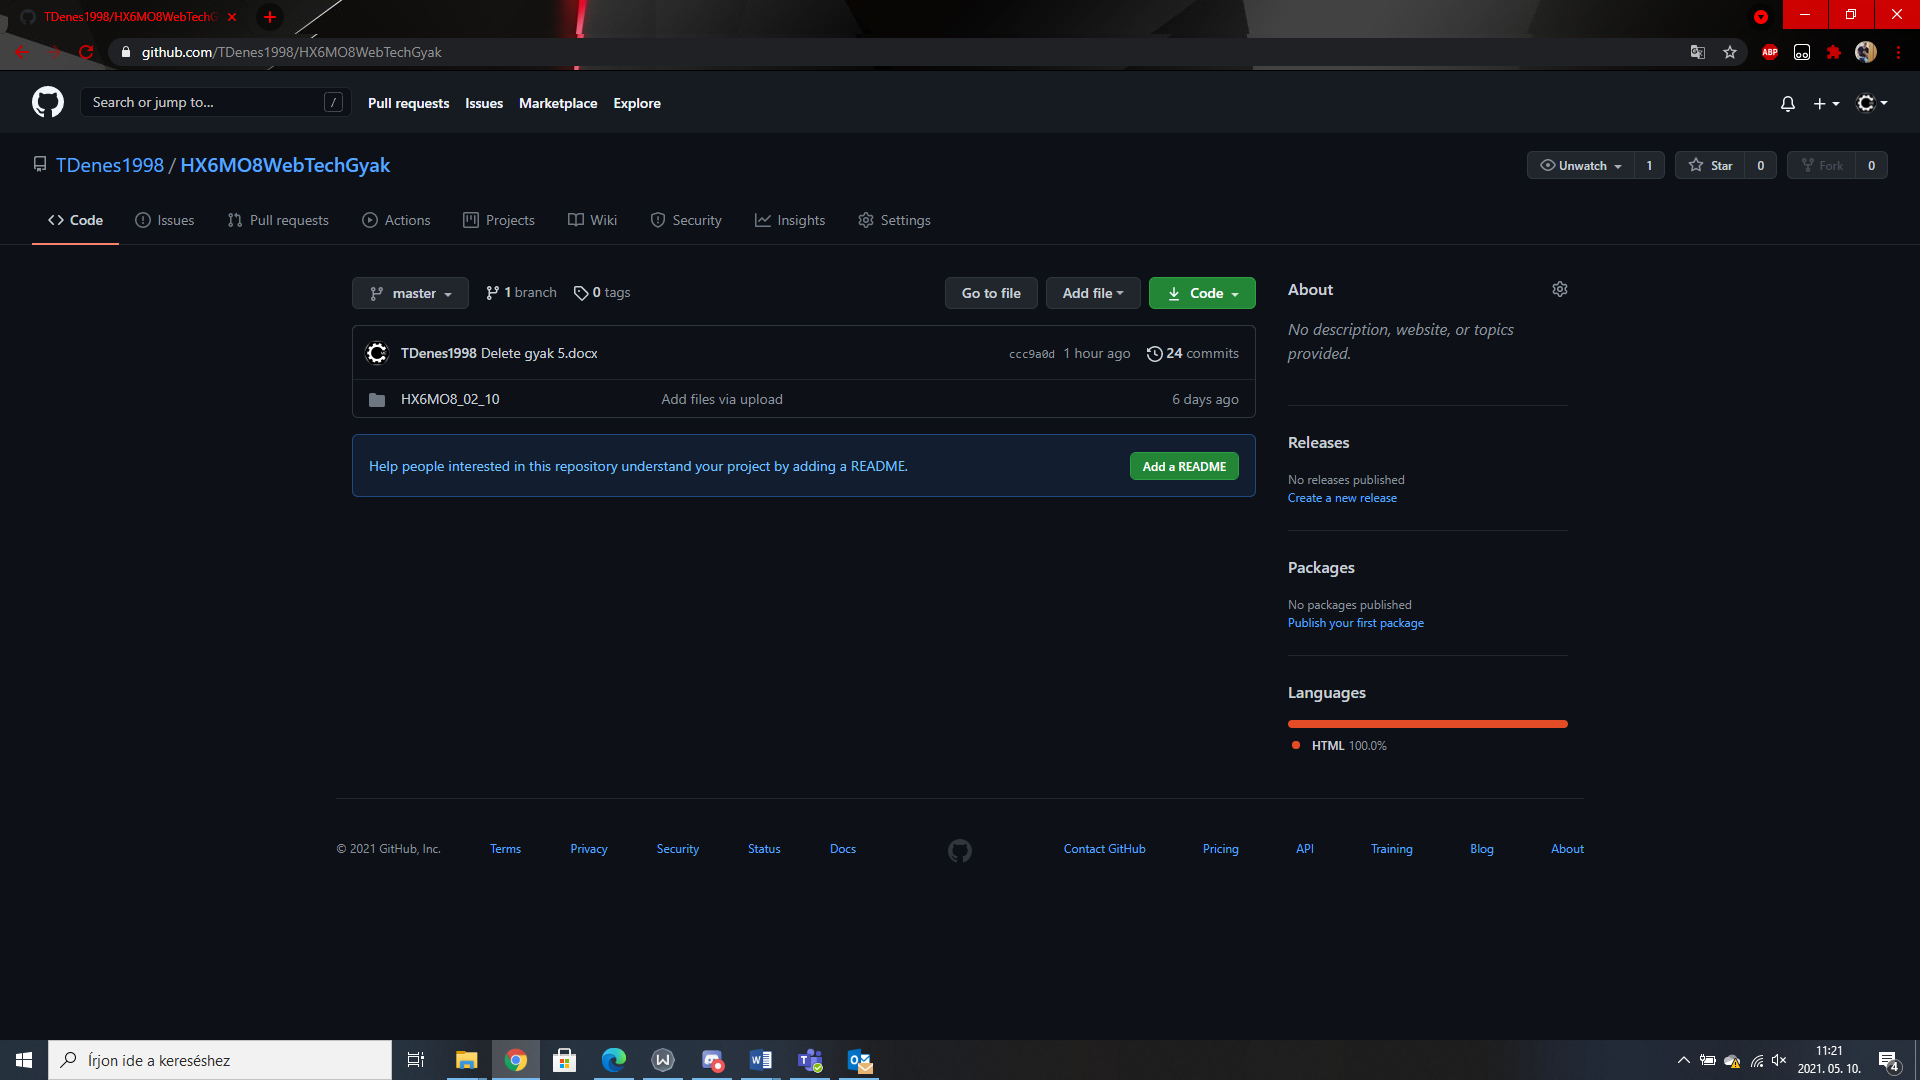 TDenes1998/HX6MO8WebTechG
github.com/TDenes1998/HX6MO8WebTechGyak
ABP
Search or jump to... /
Pull requests Issues Marketplace Explore
TDenes1998 / HX6MO8WebTechGyak
Unwatch 1 Star 0 Fork 0
Code Issues Pull requests Actions Projects Wiki Security Insights Settings
master 1 branch 0 tags Go to file Add file Code
TDenes1998 Delete gyak 5.docx ccc9a0d 1 hour ago 24 commits
HX6MO8_02_10 Add files via upload 6 days ago
Help people interested in this repository understand your project by adding a README. Add a README
About
No description, website, or topics
provided.
Releases
No releases published
Create a new release
Packages
No packages published
Publish your first package
Languages
HTML 100.0%
© 2021 GitHub, Inc. Terms Privacy Security Status Docs Contact GitHub Pricing API Training Blog About
Írjon ide a kereséshez
11:21
2021. 05. 10.
4